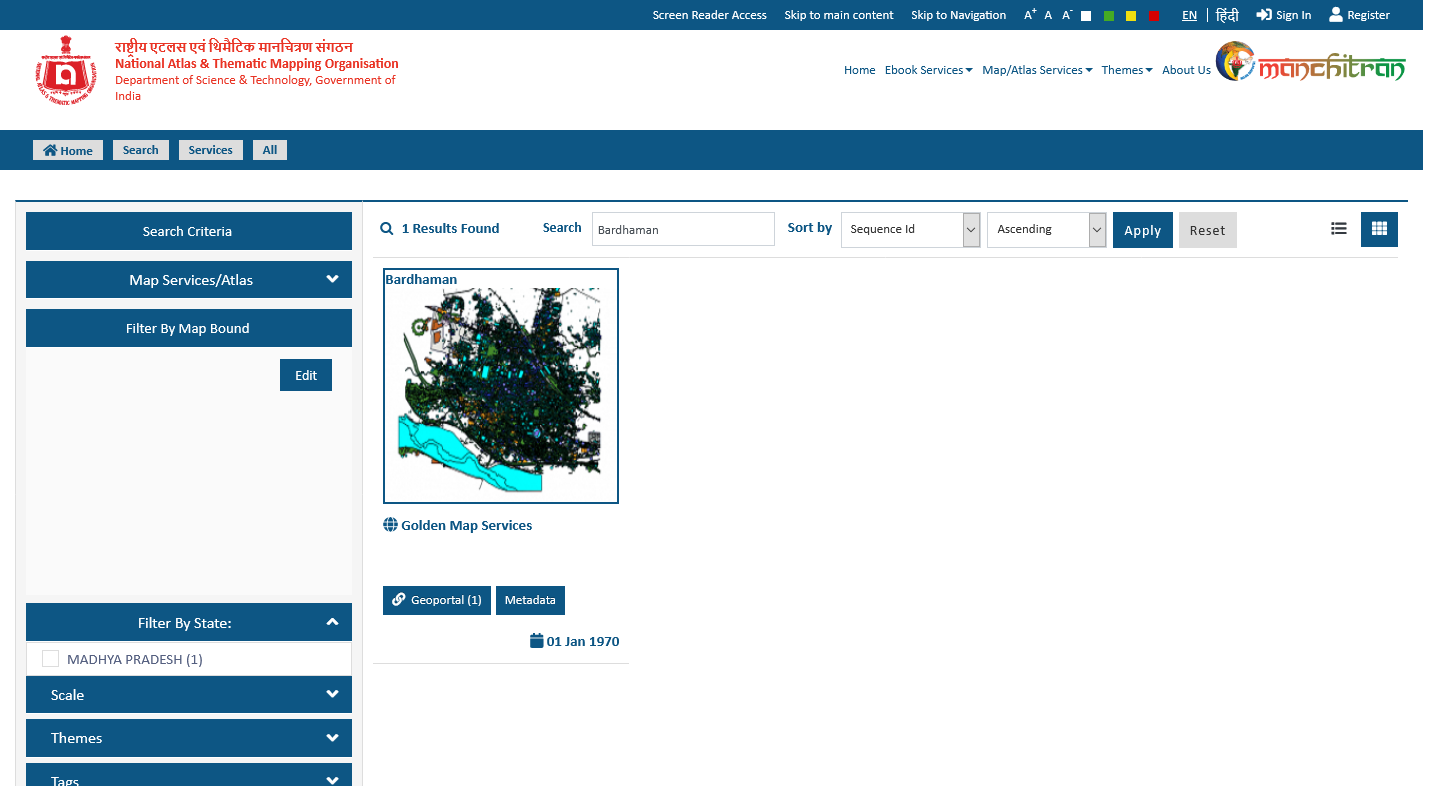 Screen Reader Access Skip to main content Skip to Navigation A+ A A- EN हिंदी Sign In Register
राष्ट्रीय एटलस एवं थिमैटिक मानचित्रण संगठन
National Atlas & Thematic Mapping Organisation
Department of Science & Technology, Government of
India
Home Ebook Services Map/Atlas Services Themes About Us manchitran
Home Search Services All
Search Criteria
Map Services/Atlas
Filter By Map Bound
Edit
Filter By State:
MADHYA PRADESH (1)
Scale
Themes
Tags
1 Results Found Search Bardhaman Sort by Sequence Id Ascending Apply Reset
Bardhaman
Golden Map Services
Geoportal (1) Metadata
01 Jan 1970